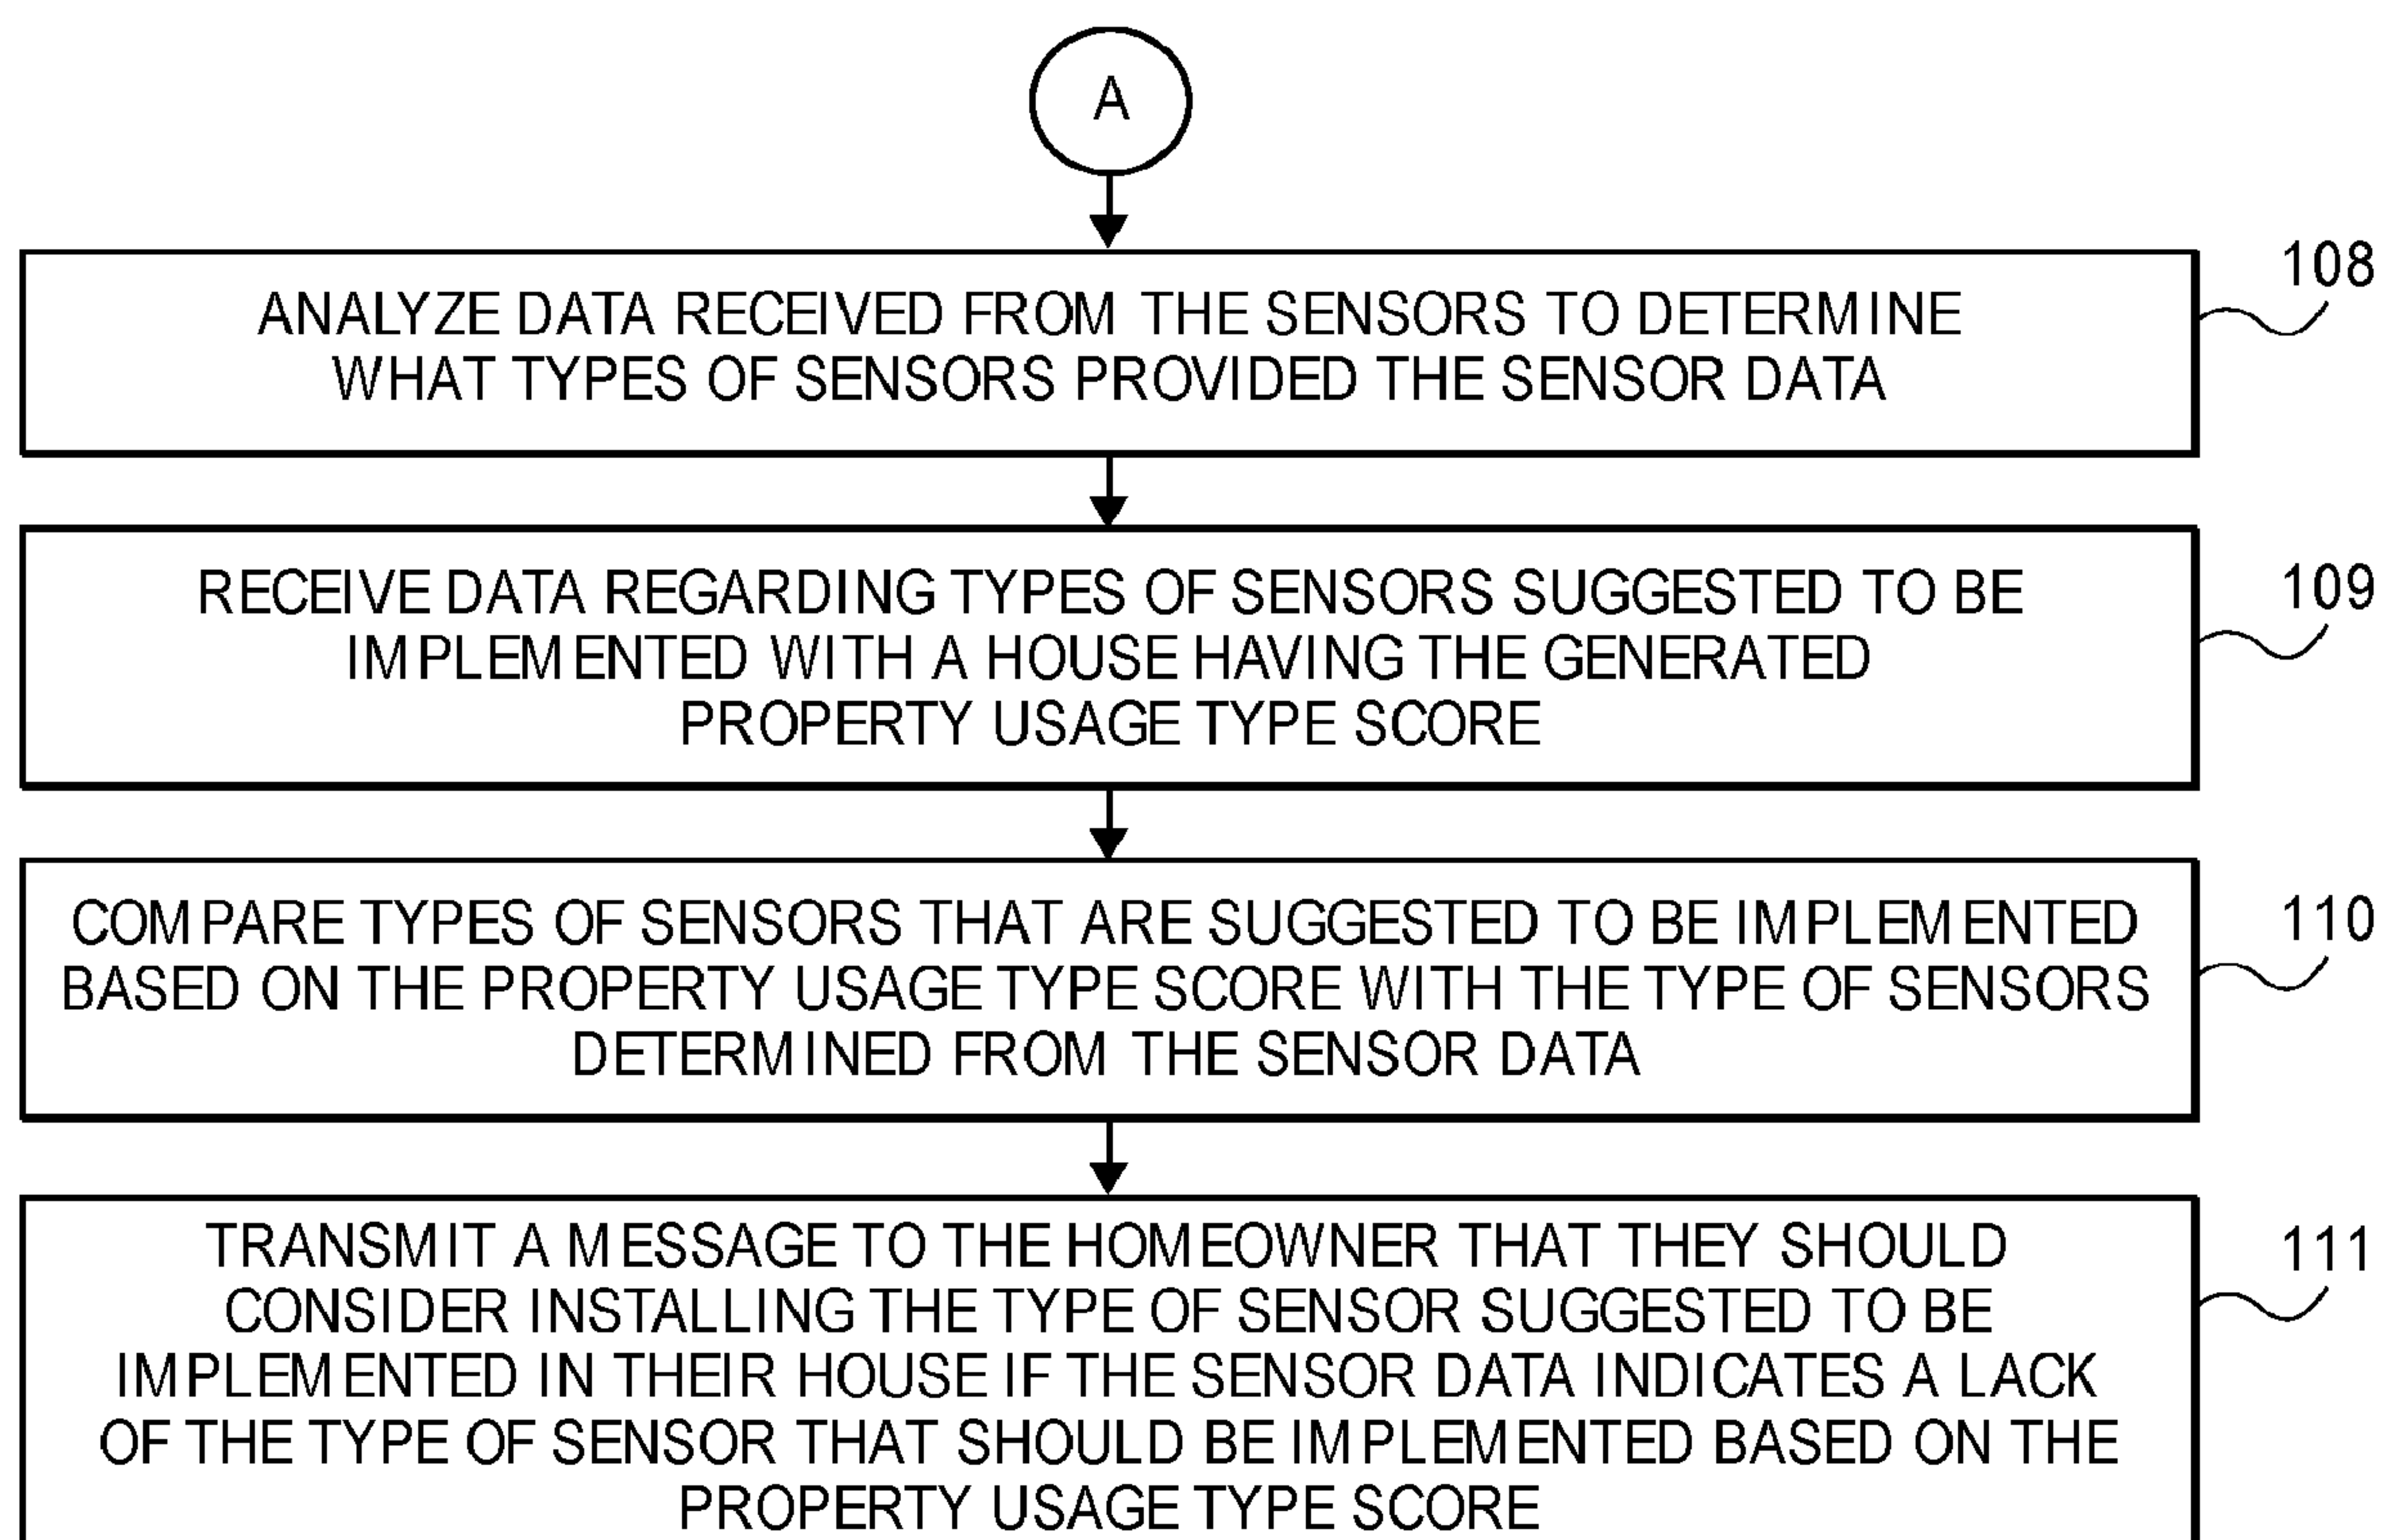 A
108
ANALYZE DATA RECEIVED FROM THE SENSORS TO DETERMINE
WHAT TYPES OF SENSORS PROVIDED THE SENSOR DATA
109
RECEIVE DATA REGARDING TYPES OF SENSORS SUGGESTED TO BE
IMPLEMENTED WITH A HOUSE HAVING THE GENERATED
PROPERTY USAGE TYPE SCORE
110
COMPARE TYPES OF SENSORS THAT ARE SUGGESTED TO BE IMPLEMENTED
BASED ON THE PROPERTY USAGE TYPE SCORE WITH THE TYPE OF SENSORS
DETERMINED FROM THE SENSOR DATA
111
TRANSMIT A MESSAGE TO THE HOMEOWNER THAT THEY SHOULD
CONSIDER INSTALLING THE TYPE OF SENSOR SUGGESTED TO BE
IMPLEMENTED IN THEIR HOUSE IF THE SENSOR DATA INDICATES A LACK
OF THE TYPE OF SENSOR THAT SHOULD BE IMPLEMENTED BASED ON THE
PROPERTY USAGE TYPE SCORE